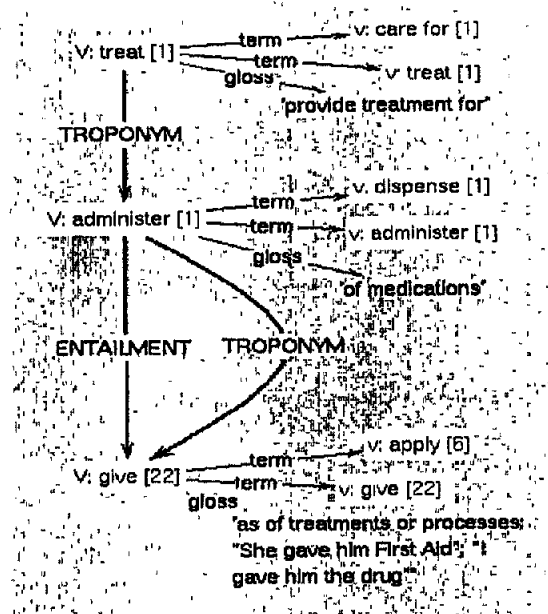 term
v: care for [1]
V: treat [1]
term
v: treat [1]
gloss
"provide treatment for"
TROPONYM
term
v: dispense [1]
V: administer [1]
term
v: administer [1]
gloss
"of medications"
ENTAILMENT
TROPONYM
term
v: apply [6]
V: give [22]
term
v: give [22]
gloss
"as of treatments or processes;
"She gave him First Aid"; "I
gave him the drug""